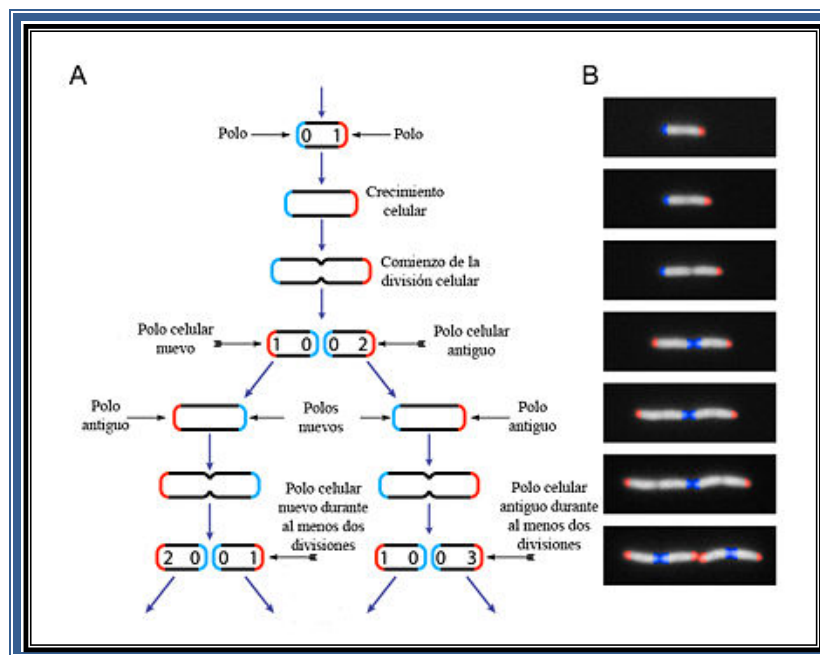 A
B
Polo
0 1
Polo
Crecimiento
celular
Comienzo de la
división celular
Polo celular
nuevo
1 0
0 2
Polo celular
antiguo
Polo
antiguo
Polos
nuevos
Polo
antiguo
Polo celular
nuevo durante
al menos dos
divisiones
Polo celular
antiguo durante
al menos dos
divisiones
2 0
0 1
1 0
0 3